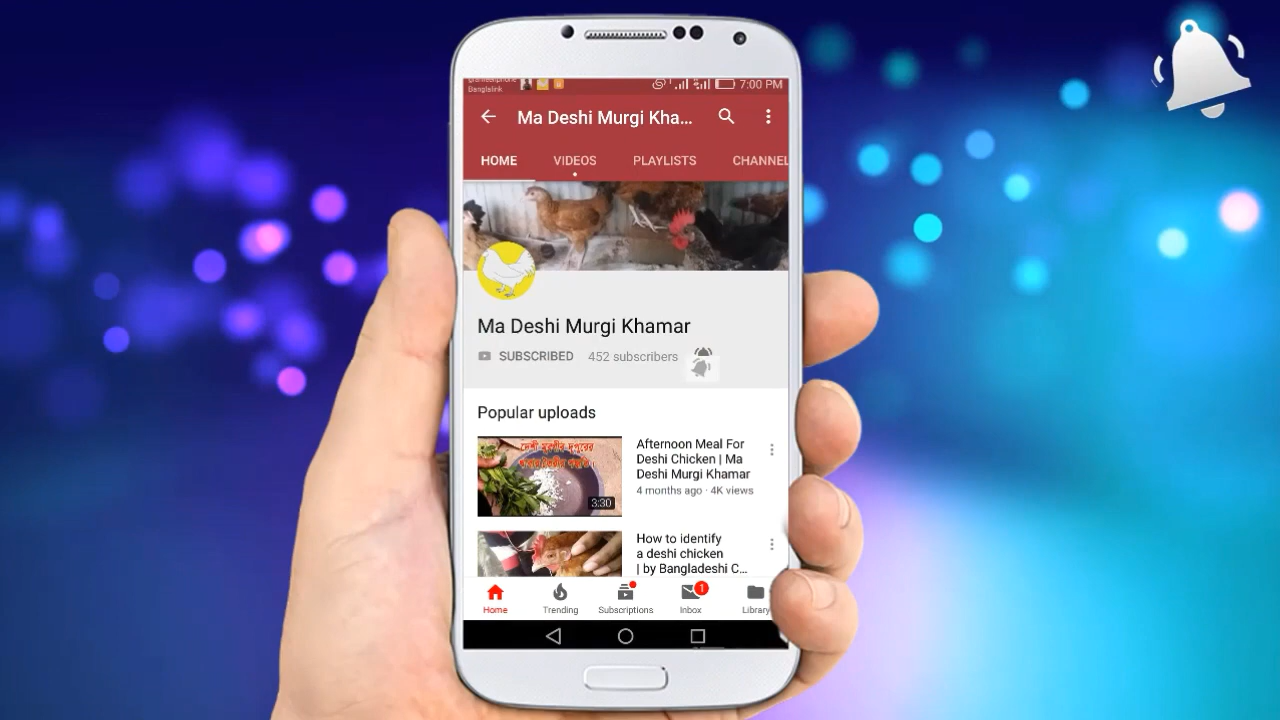 Banglalink
7:00 PM
Ma Deshi Murgi Kha...
HOME VIDEOS PLAYLISTS CHANNEL
Ma Deshi Murgi Khamar
SUBSCRIBED 452 subscribers
Popular uploads
দেশী মুরগীর দুপুরের
3:30
Afternoon Meal For
Deshi Chicken | Ma
Deshi Murgi Khamar
4 months ago · 4K views
How to identify
a deshi chicken
| by Bangladeshi C...
1
Home Trending Subscriptions Inbox Library